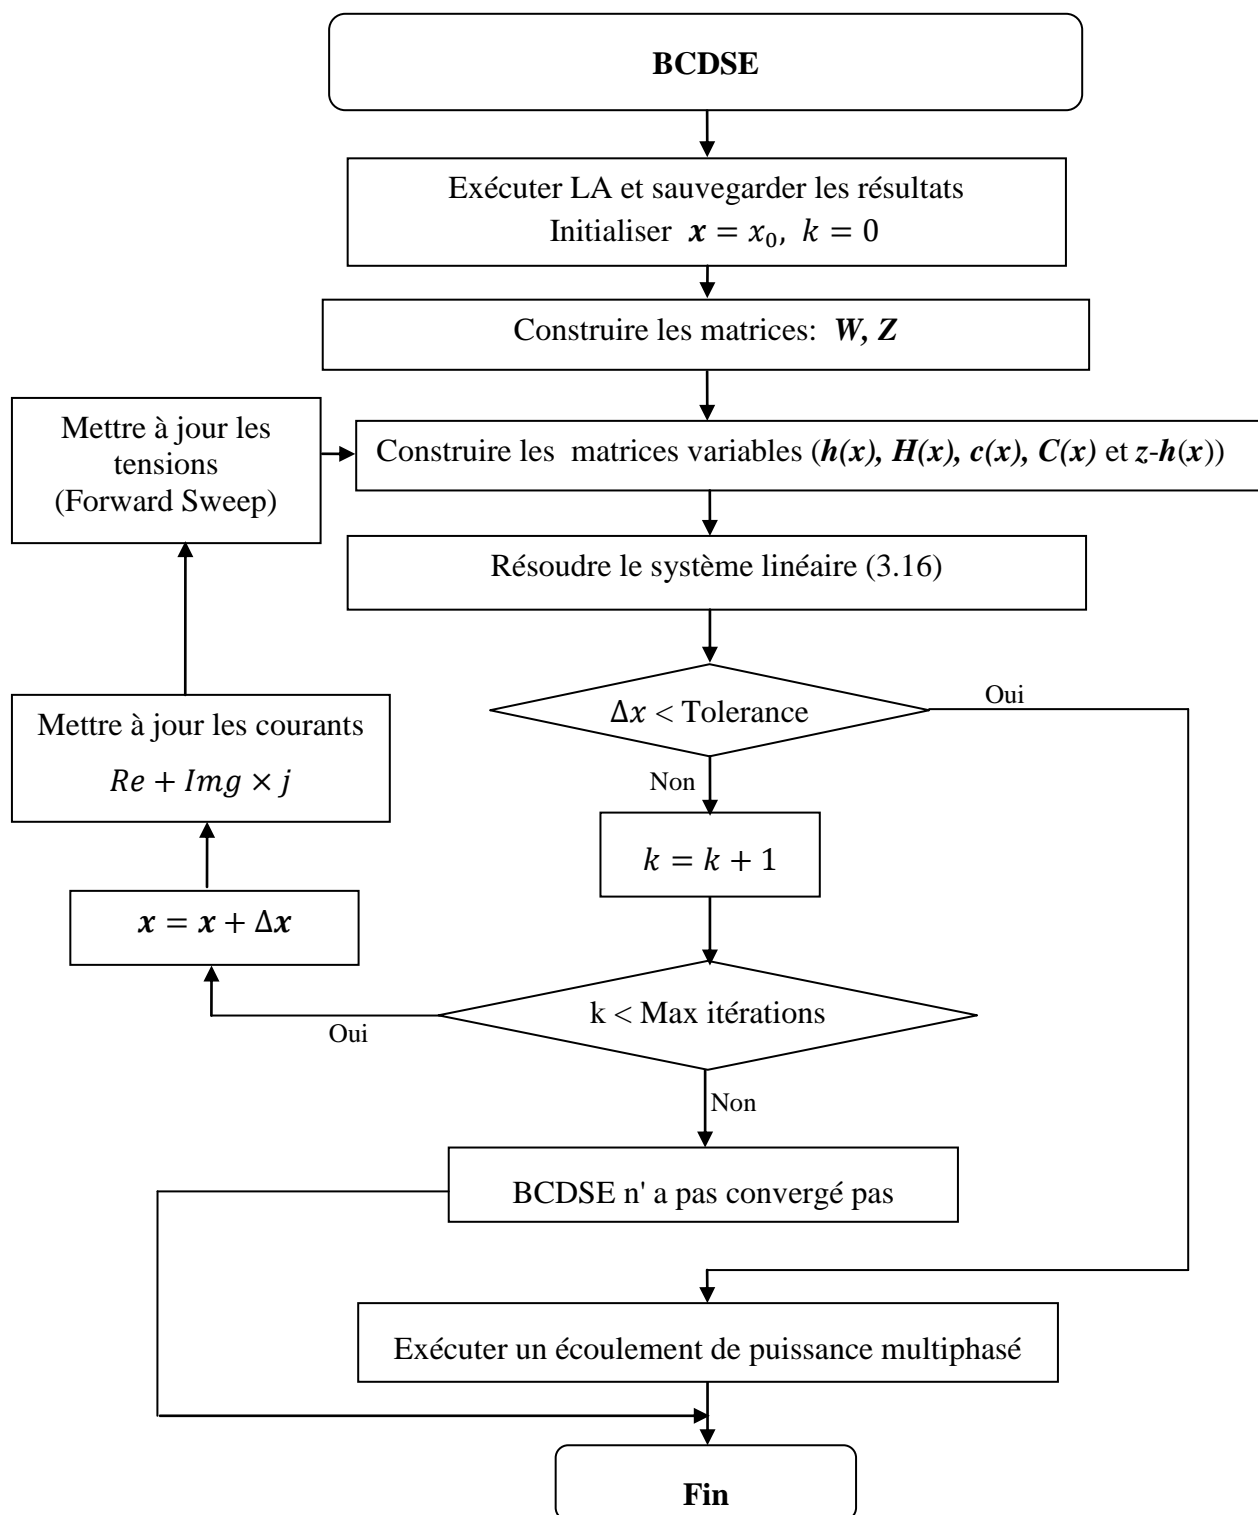 BCDSE
Exécuter LA et sauvegarder les résultats
Initialiser x = x₀, k = 0
Construire les matrices: W, Z
Mettre à jour les
tensions
(Forward Sweep)
Construire les matrices variables (h(x), H(x), c(x), C(x) et z-h(x))
Résoudre le système linéaire (3.16)
Δx < Tolerance
Oui
Non
Mettre à jour les courants
Re + Img × j
k = k + 1
x = x + Δx
k < Max itérations
Oui
Non
BCDSE n' a pas convergé pas
Exécuter un écoulement de puissance multiphasé
Fin